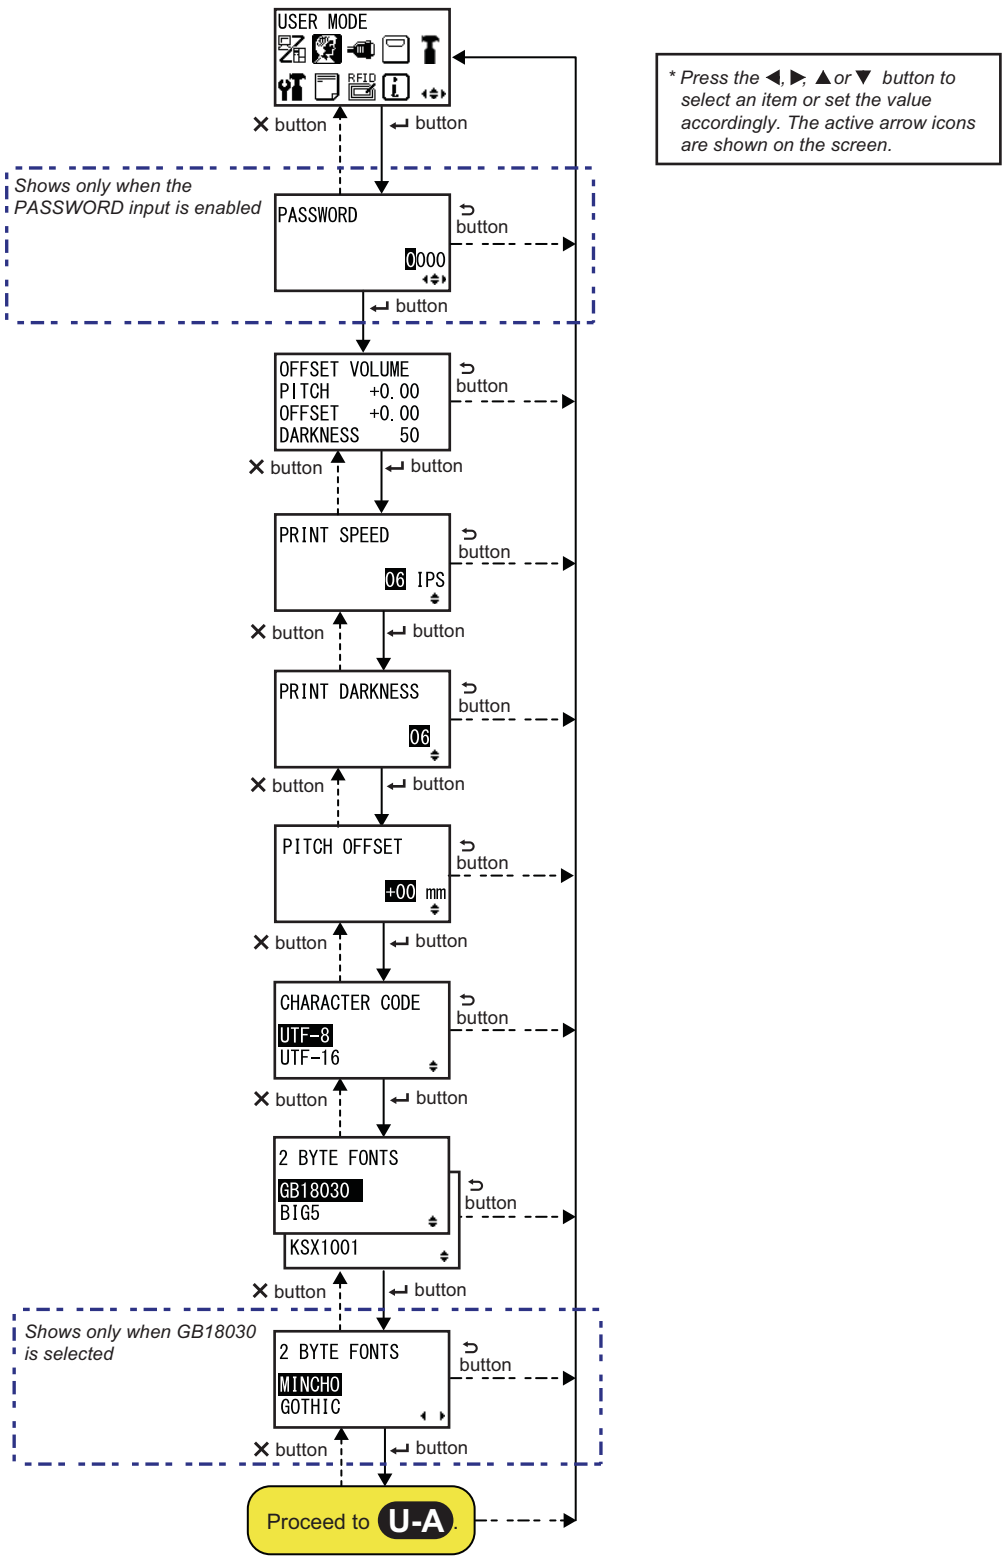 USER MODE
RFID
i
* Press the ◀, ▶, ▲ or ▼ button to
select an item or set the value
accordingly. The active arrow icons
are shown on the screen.
✕ button
↵ button
Shows only when the
PASSWORD input is enabled
PASSWORD
0000
⮌
button
↵ button
OFFSET VOLUME
PITCH +0.00
OFFSET +0.00
DARKNESS 50
⮌
button
✕ button
↵ button
PRINT SPEED
06 IPS
⮌
button
✕ button
↵ button
PRINT DARKNESS
06
⮌
button
✕ button
↵ button
PITCH OFFSET
+00 mm
⮌
button
✕ button
↵ button
CHARACTER CODE
UTF-8
UTF-16
⮌
button
✕ button
↵ button
2 BYTE FONTS
GB18030
BIG5
KSX1001
⮌
button
✕ button
↵ button
Shows only when GB18030
is selected
2 BYTE FONTS
MINCHO
GOTHIC
⮌
button
✕ button
↵ button
Proceed to U-A.